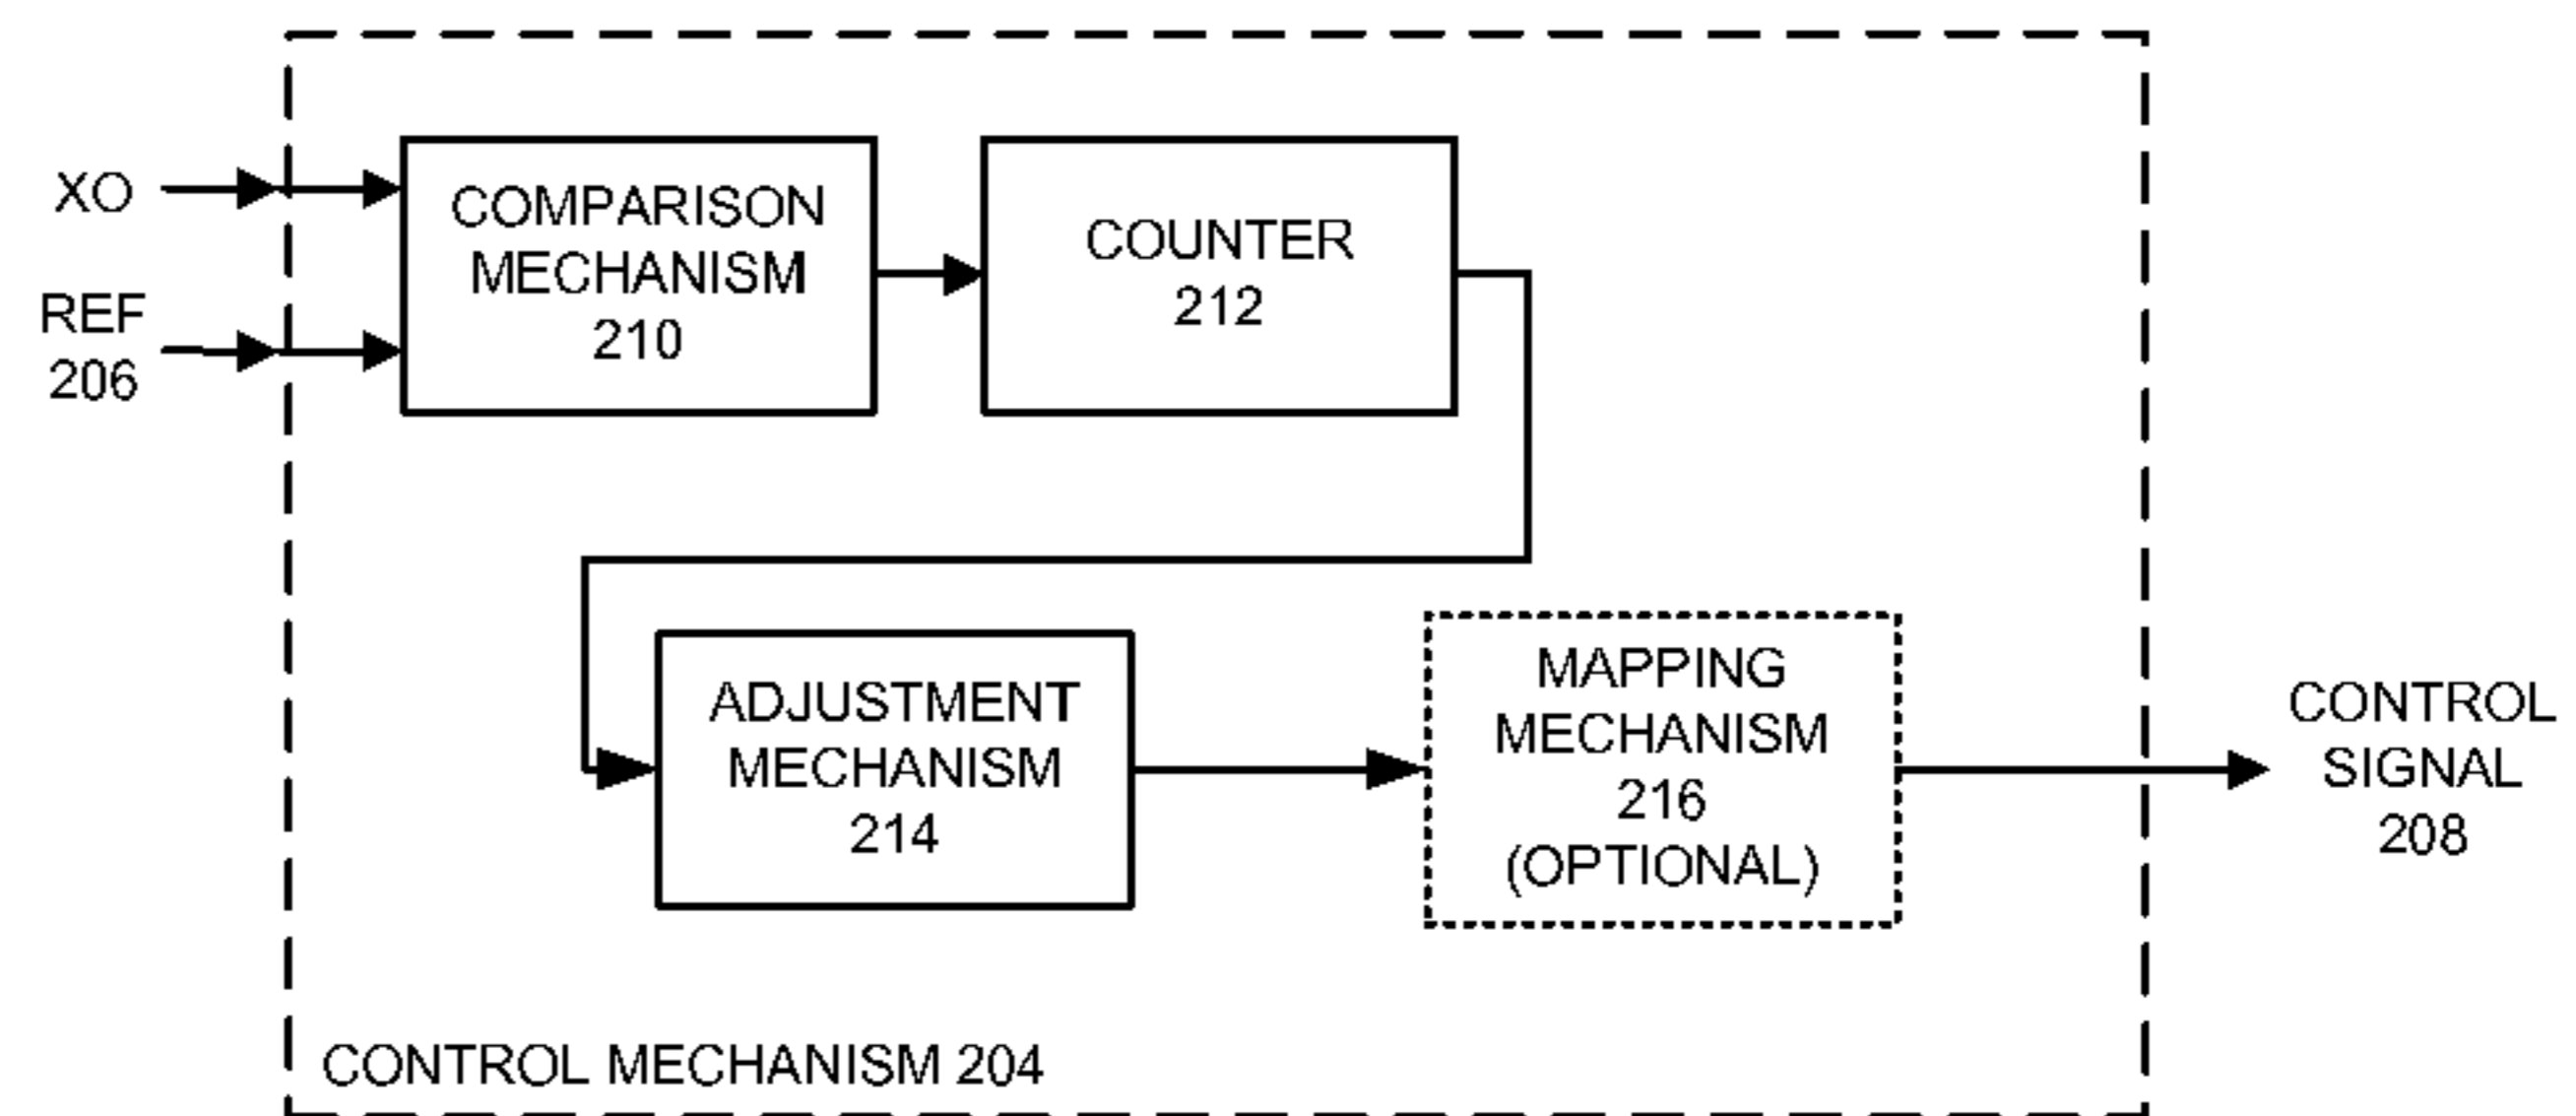 XO
REF
206
COMPARISON
MECHANISM
210
COUNTER
212
ADJUSTMENT
MECHANISM
214
MAPPING
MECHANISM
216
(OPTIONAL)
CONTROL
SIGNAL
208
CONTROL MECHANISM 204